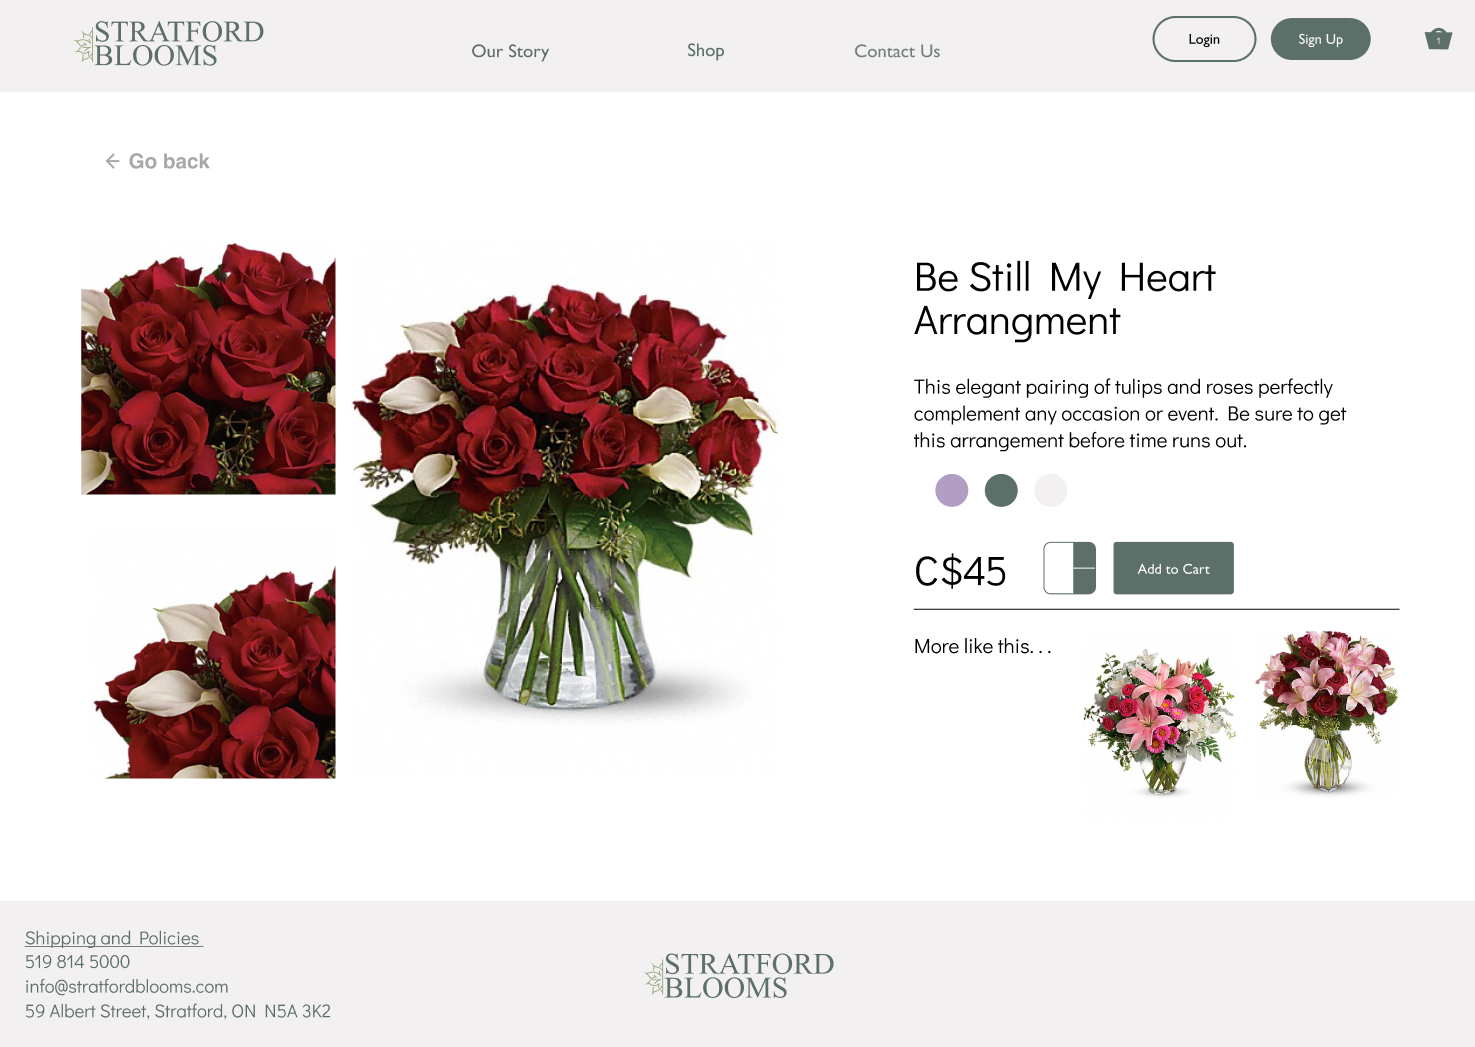 STRATFORD
BLOOMS
Our Story
Shop
Contact Us
Login
Sign Up
1
← Go back
Be Still My Heart
Arrangment
This elegant pairing of tulips and roses perfectly
complement any occasion or event. Be sure to get
this arrangement before time runs out.
C$45
Add to Cart
More like this. . .
Shipping and Policies
519 814 5000
info@stratfordblooms.com
59 Albert Street, Stratford, ON N5A 3K2
STRATFORD
BLOOMS